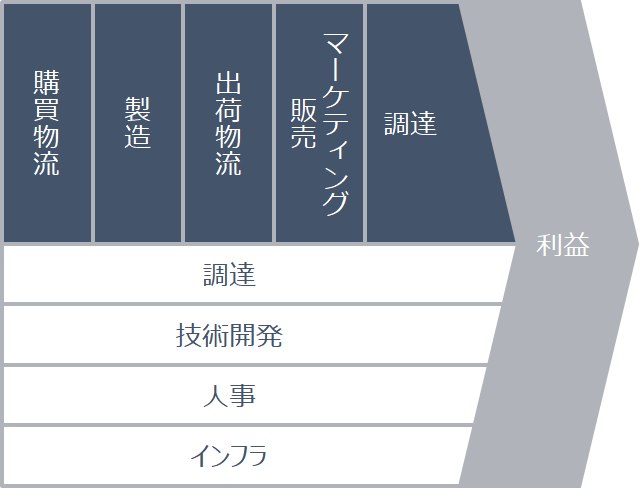 購買物流
製造
出荷物流
マーケティング
販売
調達
利益
調達
技術開発
人事
インフラ